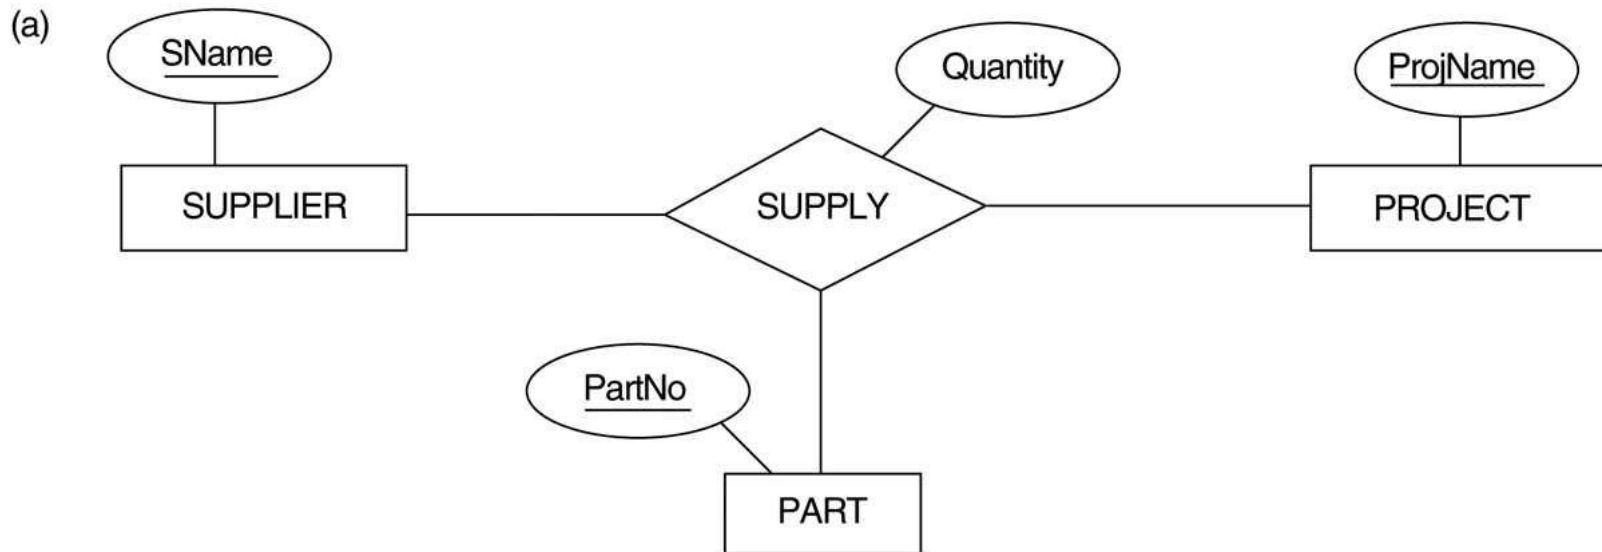 (a)
SName
Quantity
ProjName
SUPPLIER
SUPPLY
PROJECT
PartNo
PART